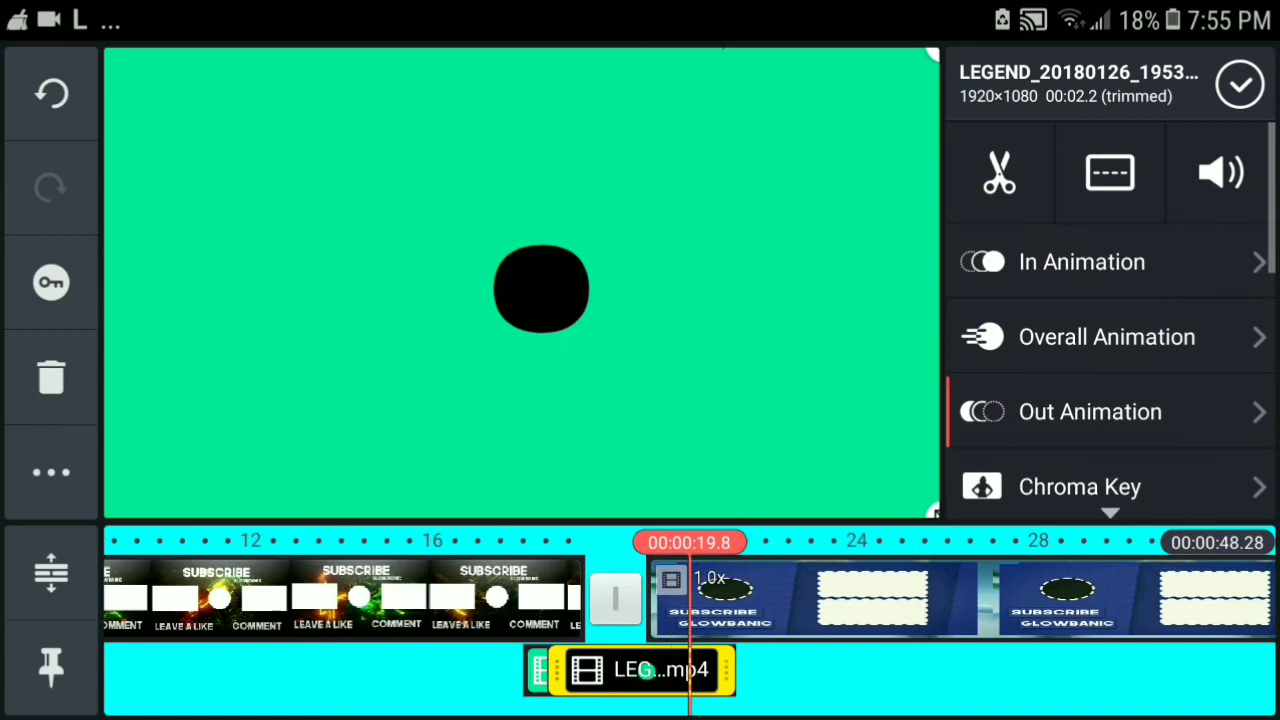 L ...
18% 7:55 PM
LEGEND_20180126_1953...
1920×1080 00:02.2 (trimmed)
In Animation
Overall Animation
Out Animation
Chroma Key
12 16 00:00:19.8 24 28 00:00:48.28
1.0x
SUBSCRIBE SUBSCRIBE SUBSCRIBE
OMMENT LEAVE A LIKE COMMENT LEAVE A LIKE COMMENT LEAVE A LIKE COMMENT LE
SUBSCRIBE
GLOWBANIC
SUBSCRIBE
GLOWBANIC
LEG...mp4